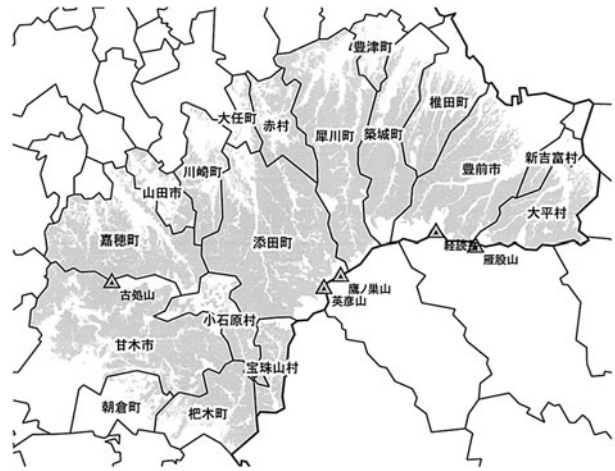 豊津町
椎田町
大任町
赤村
犀川町
築城町
新吉富村
川崎町
豊前市
山田市
大平村
嘉穂町
添田町
経読岳
雁股山
鷹ノ巣山
古処山
英彦山
小石原村
甘木市
宝珠山村
朝倉町
杷木町